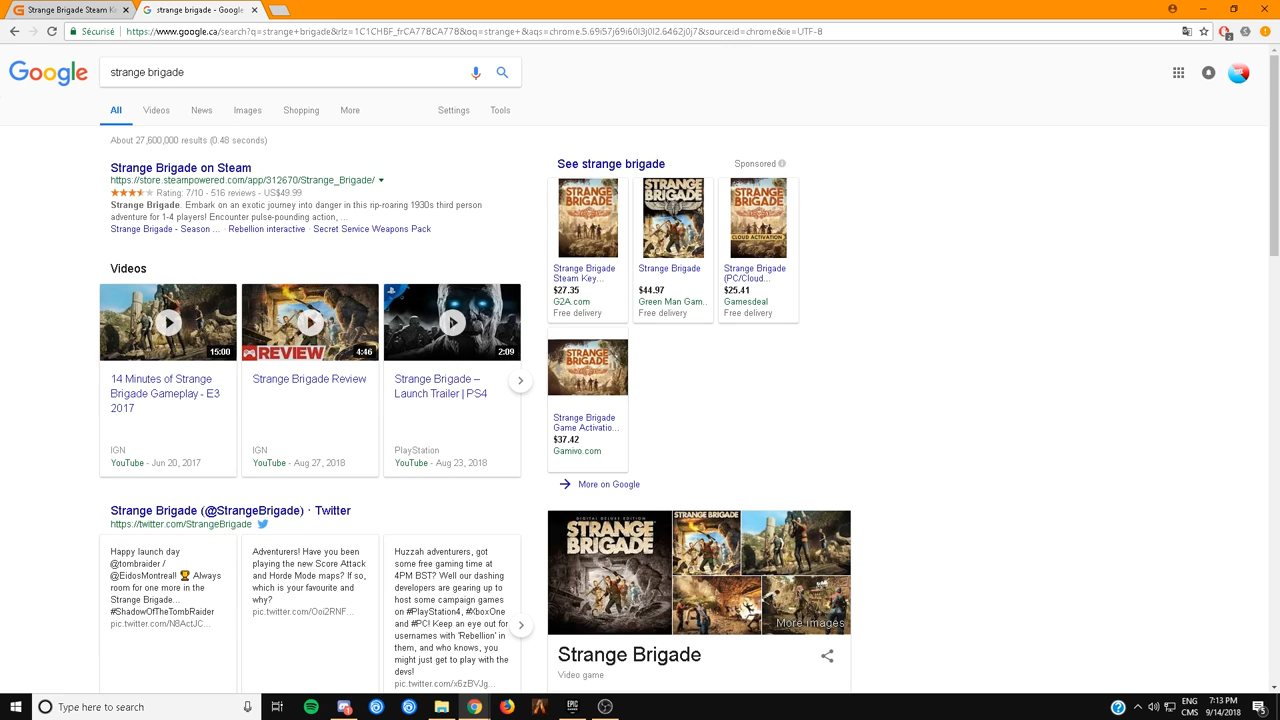 Strange Brigade Steam K
strange brigade - Google
Sécurisé
https://www.google.ca/search?q=strange+brigade&rlz=1C1CHBF_frCA778CA778&oq=strange+&aqs=chrome.5.69i57j69i60l3j0l2.6462j0j7&sourceid=chrome&ie=UTF-8
Google
strange brigade
All
Videos
News
Images
Shopping
More
Settings
Tools
About 27,600,000 results (0.48 seconds)
Strange Brigade on Steam
https://store.steampowered.com/app/312670/Strange_Brigade/
Rating: 7/10 - 516 reviews - US$49.99
Strange Brigade. Embark on an exotic journey into danger in this rip-roaring 1930s third person
adventure for 1-4 players! Encounter pulse-pounding action, ...
Strange Brigade - Season ... · Rebellion interactive · Secret Service Weapons Pack
Videos
15:00
REVIEW
4:46
2:09
14 Minutes of Strange
Brigade Gameplay - E3
2017
IGN
YouTube - Jun 20, 2017
Strange Brigade Review
IGN
YouTube - Aug 27, 2018
Strange Brigade –
Launch Trailer | PS4
PlayStation
YouTube - Aug 23, 2018
Strange Brigade (@StrangeBrigade) · Twitter
https://twitter.com/StrangeBrigade
Happy launch day
@tombraider /
@EidosMontreal! 🏆 Always
room for one more in the
Strange Brigade...
#ShadowOfTheTombRaider
pic.twitter.com/N8ActJC...
Adventurers! Have you been
playing the new Score Attack
and Horde Mode maps? If so,
which is your favourite and
why?
pic.twitter.com/Ooi2RNF...
Huzzah adventurers, got
some free gaming time at
4PM BST? Well our dashing
developers are gearing up to
host some campaign games
on #PlayStation4, #XboxOne
and #PC! Keep an eye out for
usernames with 'Rebellion' in
them, and who knows, you
might just get to play with the
devs!
pic.twitter.com/x6zBVJg...
See strange brigade
Sponsored
STRANGE
BRIGADE
STRANGE
BRIGADE
STRANGE
BRIGADE
CLOUD ACTIVATION
Strange Brigade
Steam Key...
$27.35
G2A.com
Free delivery
Strange Brigade
$44.97
Green Man Gam..
Free delivery
Strange Brigade
(PC/Cloud...
$25.41
Gamesdeal
Free delivery
STRANGE
BRIGADE
Strange Brigade
Game Activatio...
$37.42
Gamivo.com
More on Google
DIGITAL DELUXE EDITION
STRANGE
BRIGADE
STRANGE
BRIGADE
More images
Strange Brigade
Video game
Type here to search
EPIC
ENG
CMS
7:13 PM
9/14/2018
5